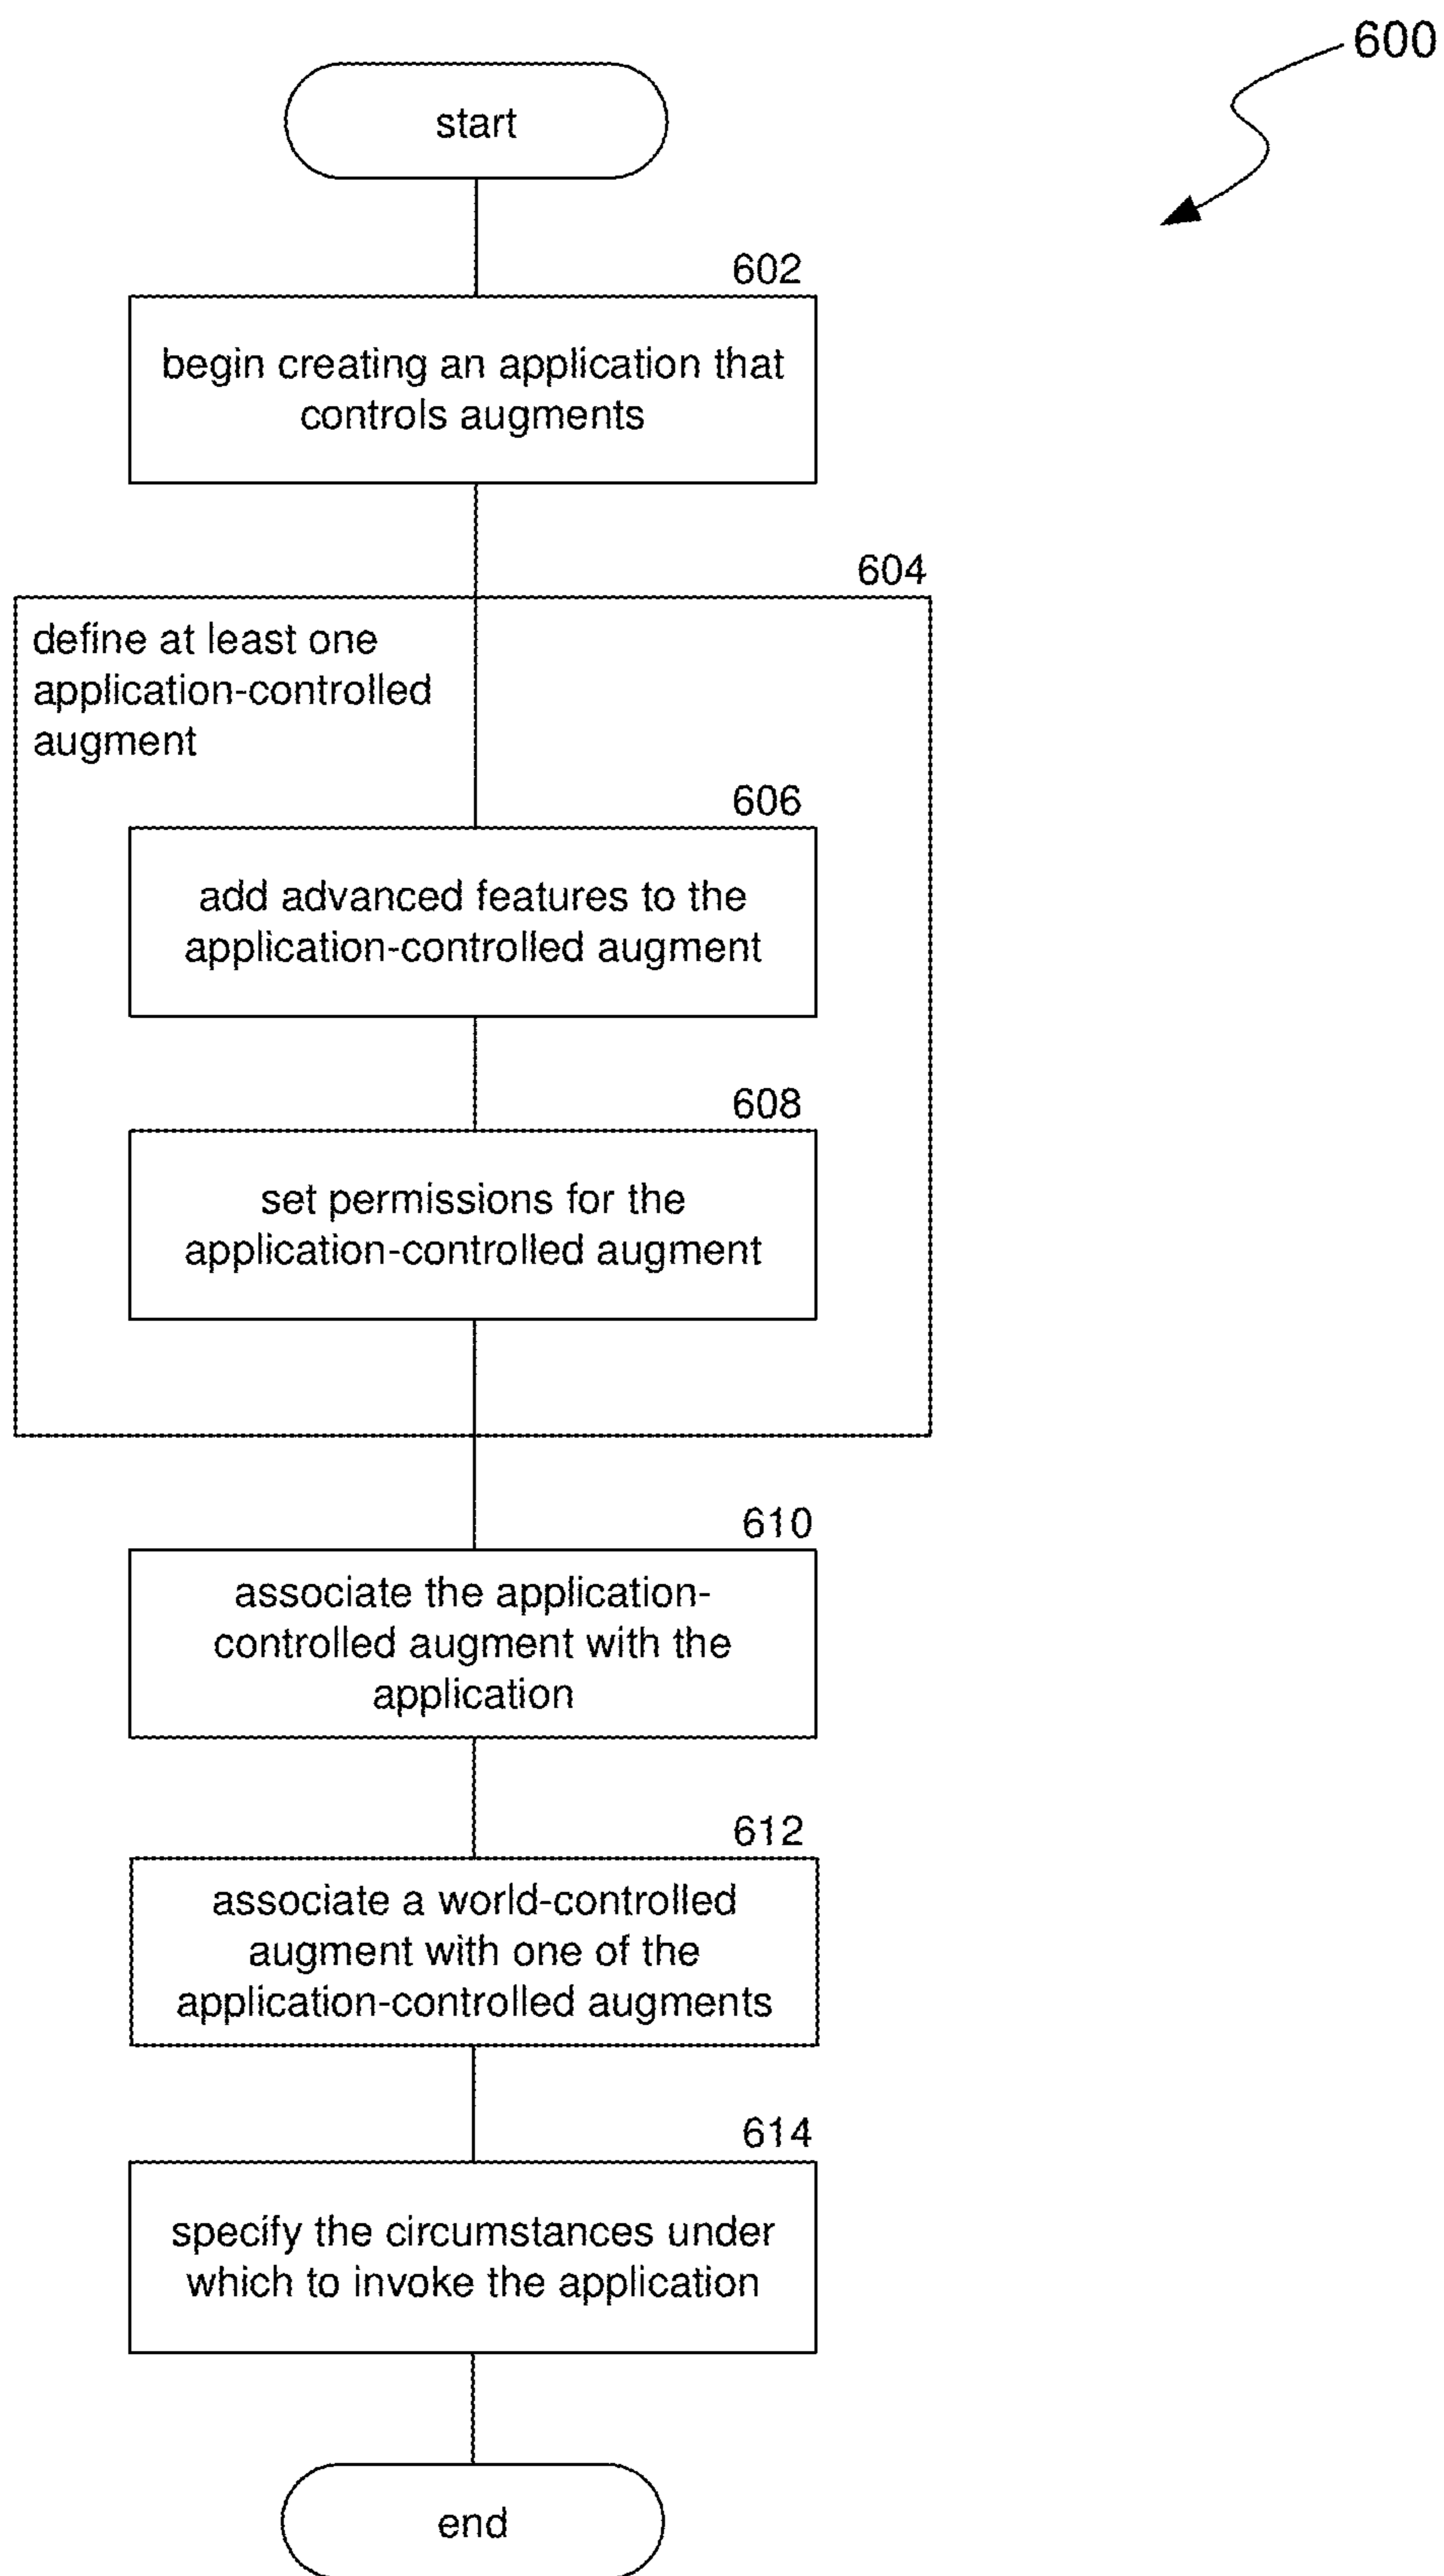 600
start
602
begin creating an application that
controls augments
604
define at least one
application-controlled
augment
606
add advanced features to the
application-controlled augment
608
set permissions for the
application-controlled augment
610
associate the application-
controlled augment with the
application
612
associate a world-controlled
augment with one of the
application-controlled augments
614
specify the circumstances under
which to invoke the application
end